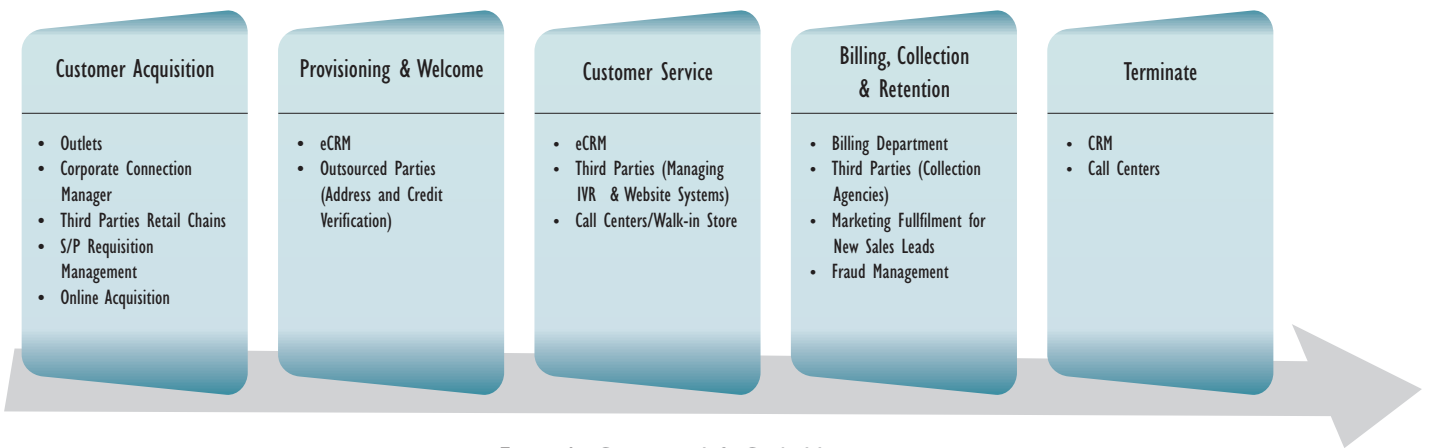 Customer Acquisition
• Outlets
• Corporate Connection
Manager
• Third Parties Retail Chains
• S/P Requisition
Management
• Online Acquisition
Provisioning & Welcome
• eCRM
• Outsourced Parties
(Address and Credit
Verification)
Customer Service
• eCRM
• Third Parties (Managing
IVR & Website Systems)
• Call Centers/Walk-in Store
Billing, Collection
& Retention
• Billing Department
• Third Parties (Collection
Agencies)
• Marketing Fullfilment for
New Sales Leads
• Fraud Management
Terminate
• CRM
• Call Centers